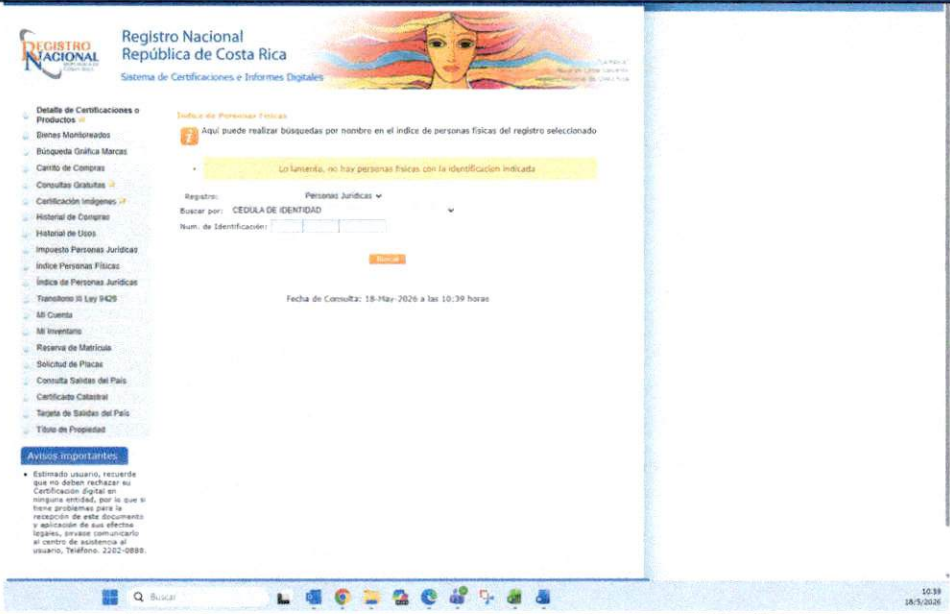 REGISTRO
NACIONAL
Registro Nacional
República de Costa Rica
Sistema de Certificaciones e Informes Digitales
Detalle de Certificaciones o
Productos
Bienes Monitoreados
Búsqueda Gráfica Marcas
Carrito de Compras
Consultas Gratuitas
Certificación Imágenes
Historial de Compras
Historial de Usos
Impuesto Personas Jurídicas
Índice Personas Físicas
Índice de Personas Jurídicas
Transitorio III Ley 9428
Mi Cuenta
Mi Inventario
Reserva de Matrícula
Solicitud de Placas
Consulta Salidas del País
Certificado Catastral
Tarjeta de Salidas del País
Título de Propiedad
Avisos importantes
Estimado usuario, recuerde
que no deben rechazar su
Certificación digital en
ninguna entidad, por lo que si
tiene problemas para la
recepción de este documento
y aplicación de sus efectos
legales, sírvase comunicarlo
al centro de asistencia al
usuario, Teléfono. 2202-0888.
Índice de Personas Físicas
Aquí puede realizar búsquedas por nombre en el indice de personas físicas del registro seleccionado
Lo lamento, no hay personas físicas con la identificacion indicada
Registro: Personas Jurídicas
Buscar por: CEDULA DE IDENTIDAD
Num. de Identificación:
Buscar
Fecha de Consulta: 18-May-2026 a las 10:39 horas
Buscar
10:39
18/5/2026